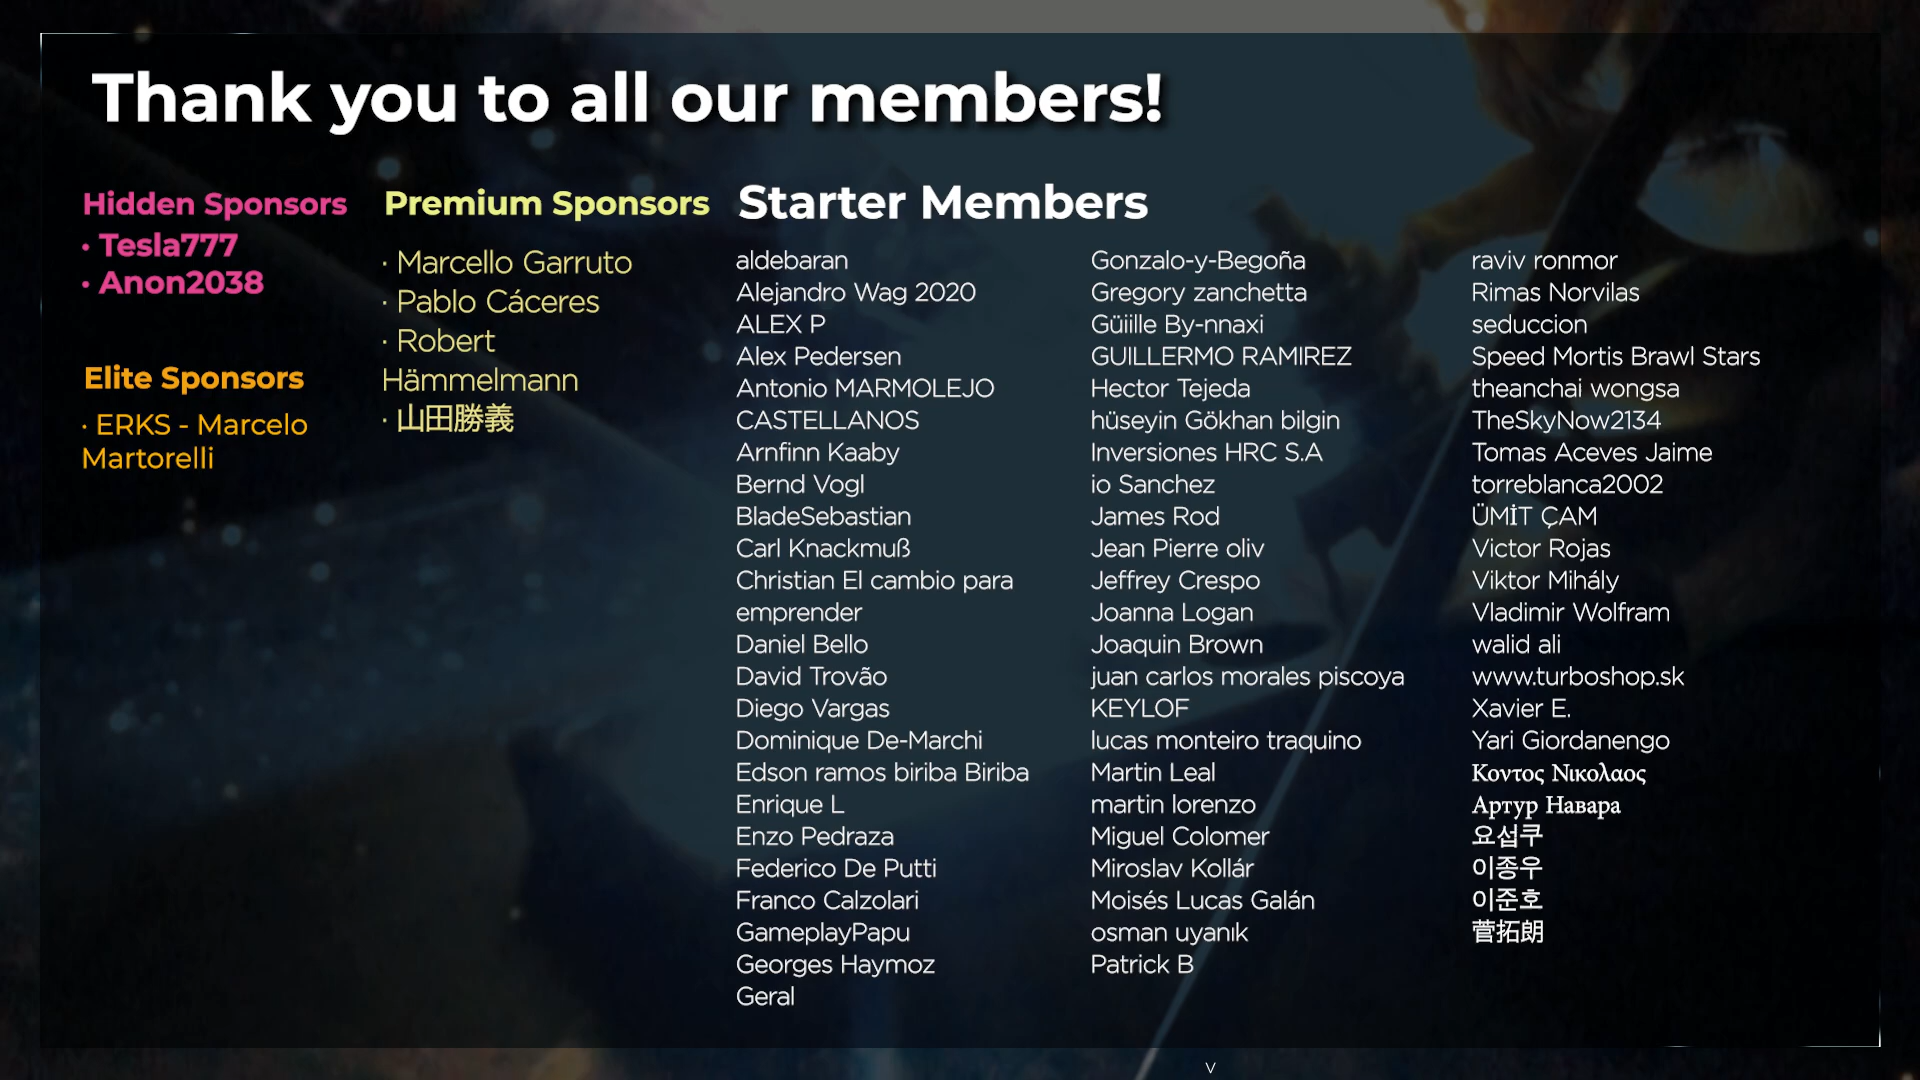 Thank you to all our members!
Hidden Sponsors
• Tesla777
• Anon2038
Elite Sponsors
· ERKS - Marcelo
Martorelli
Premium Sponsors
· Marcello Garruto
· Pablo Cáceres
· Robert
Hämmelmann
· 山田勝義
Starter Members
aldebaran
Alejandro Wag 2020
ALEX P
Alex Pedersen
Antonio MARMOLEJO
CASTELLANOS
Arnfinn Kaaby
Bernd Vogl
BladeSebastian
Carl Knackmuß
Christian El cambio para
emprender
Daniel Bello
David Trovão
Diego Vargas
Dominique De-Marchi
Edson ramos biriba Biriba
Enrique L
Enzo Pedraza
Federico De Putti
Franco Calzolari
GameplayPapu
Georges Haymoz
Geral
Gonzalo-y-Begoña
Gregory zanchetta
Güiille By-nnaxi
GUILLERMO RAMIREZ
Hector Tejeda
hüseyin Gökhan bilgin
Inversiones HRC S.A
io Sanchez
James Rod
Jean Pierre oliv
Jeffrey Crespo
Joanna Logan
Joaquin Brown
juan carlos morales piscoya
KEYLOF
lucas monteiro traquino
Martin Leal
martin lorenzo
Miguel Colomer
Miroslav Kollár
Moisés Lucas Galán
osman uyanık
Patrick B
raviv ronmor
Rimas Norvilas
seduccion
Speed Mortis Brawl Stars
theanchai wongsa
TheSkyNow2134
Tomas Aceves Jaime
torreblanca2002
ÜMİT ÇAM
Victor Rojas
Viktor Mihály
Vladimir Wolfram
walid ali
www.turboshop.sk
Xavier E.
Yari Giordanengo
Κοντος Νικολαος
Артур Навара
요섭쿠
이종우
이준호
菅拓朗
v